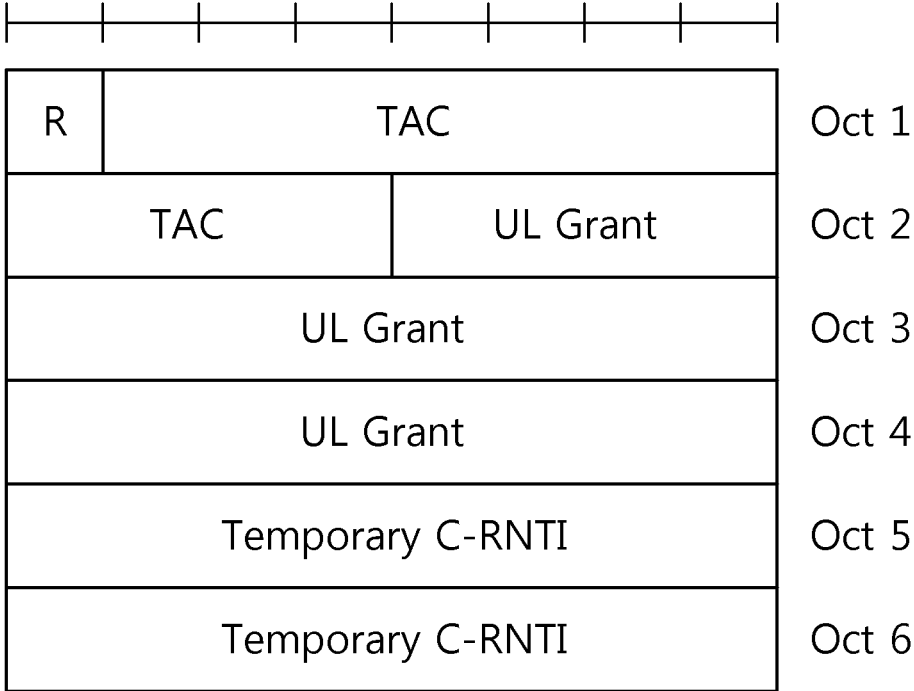 R TAC Oct 1
TAC UL Grant Oct 2
UL Grant Oct 3
UL Grant Oct 4
Temporary C-RNTI Oct 5
Temporary C-RNTI Oct 6